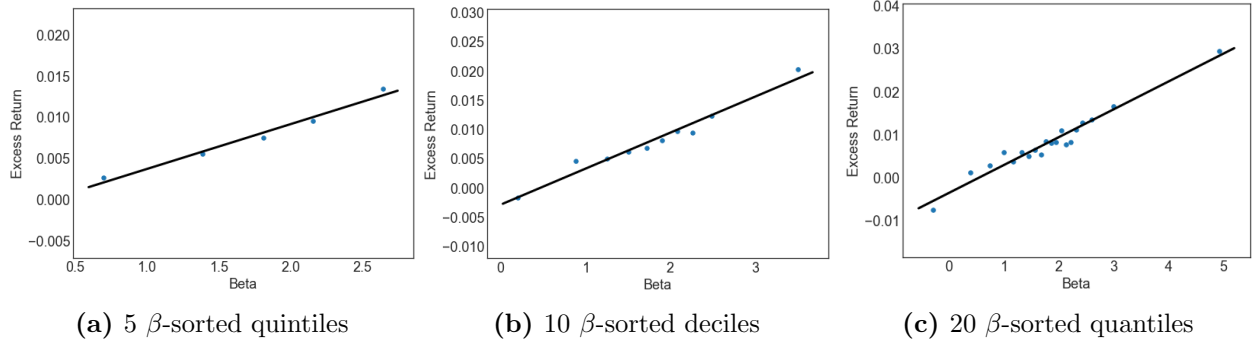 0.020
0.015
0.010
0.005
0.000
−0.005
Excess Return
0.5 1.0 1.5 2.0 2.5
Beta
(a) 5 β-sorted quintiles
0.030
0.025
0.020
0.015
0.010
0.005
0.000
−0.005
−0.010
Excess Return
0 1 2 3
Beta
(b) 10 β-sorted deciles
0.04
0.03
0.02
0.01
0.00
−0.01
Excess Return
0 1 2 3 4 5
Beta
(c) 20 β-sorted quantiles